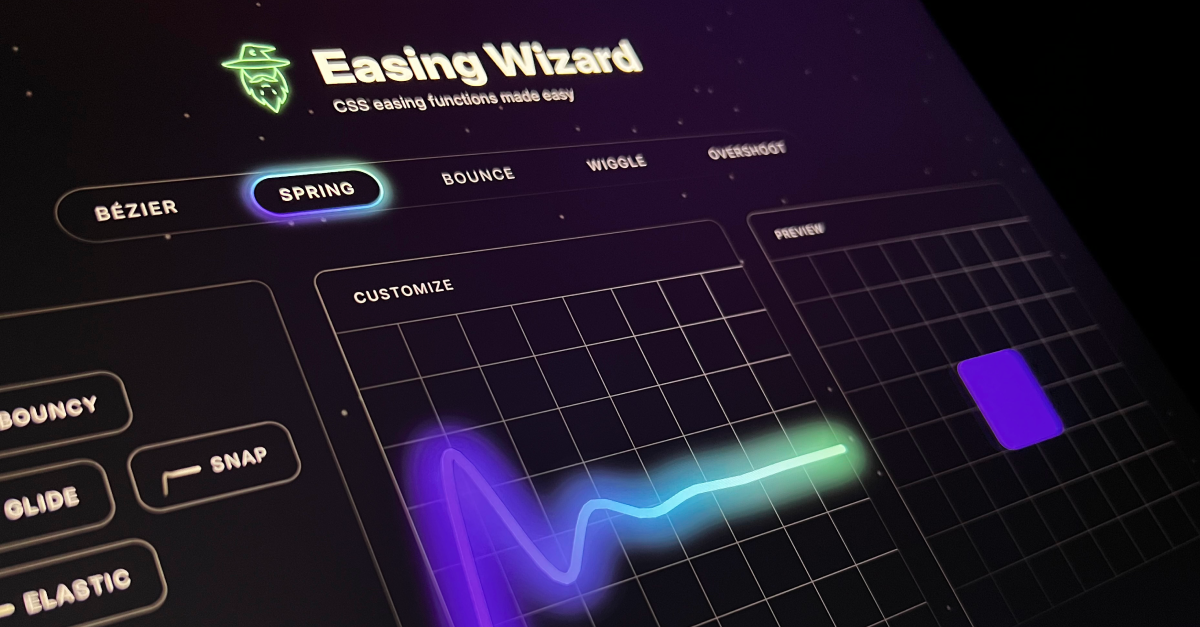 Easing Wizard
CSS easing functions made easy
BÉZIER
SPRING
BOUNCE
WIGGLE
OVERSHOOT
CUSTOMIZE
PREVIEW
BOUNCY
GLIDE
SNAP
ELASTIC